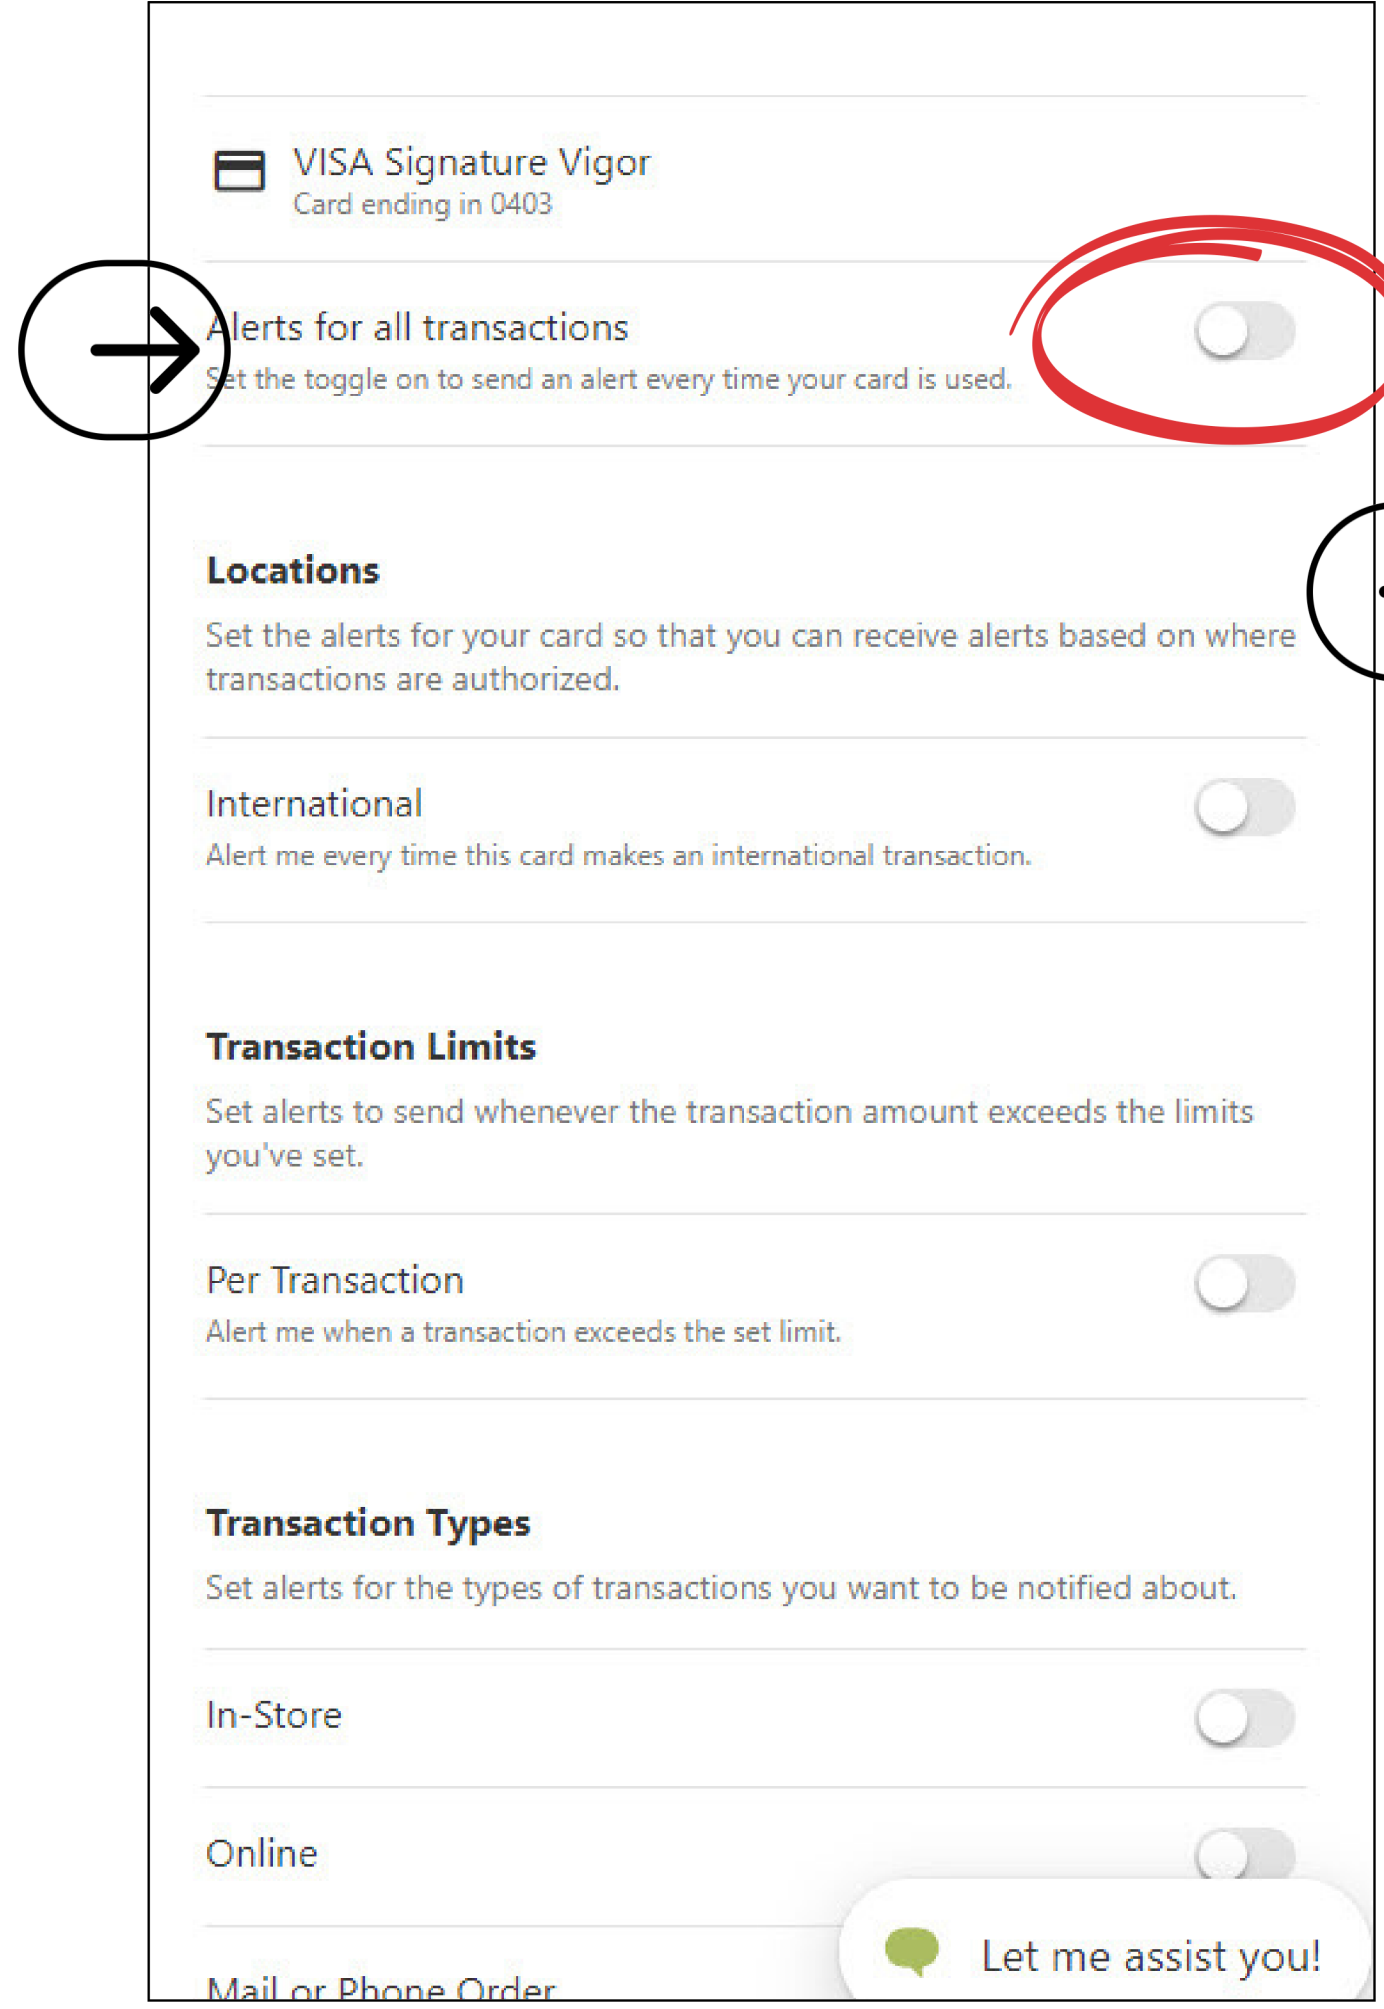 VISA Signature Vigor
Card ending in 0403
Alerts for all transactions
Set the toggle on to send an alert every time your card is used.
Locations
Set the alerts for your card so that you can receive alerts based on where
transactions are authorized.
International
Alert me every time this card makes an international transaction.
Transaction Limits
Set alerts to send whenever the transaction amount exceeds the limits
you've set.
Per Transaction
Alert me when a transaction exceeds the set limit.
Transaction Types
Set alerts for the types of transactions you want to be notified about.
In-Store
Online
Let me assist you!
Mail or Phone Order